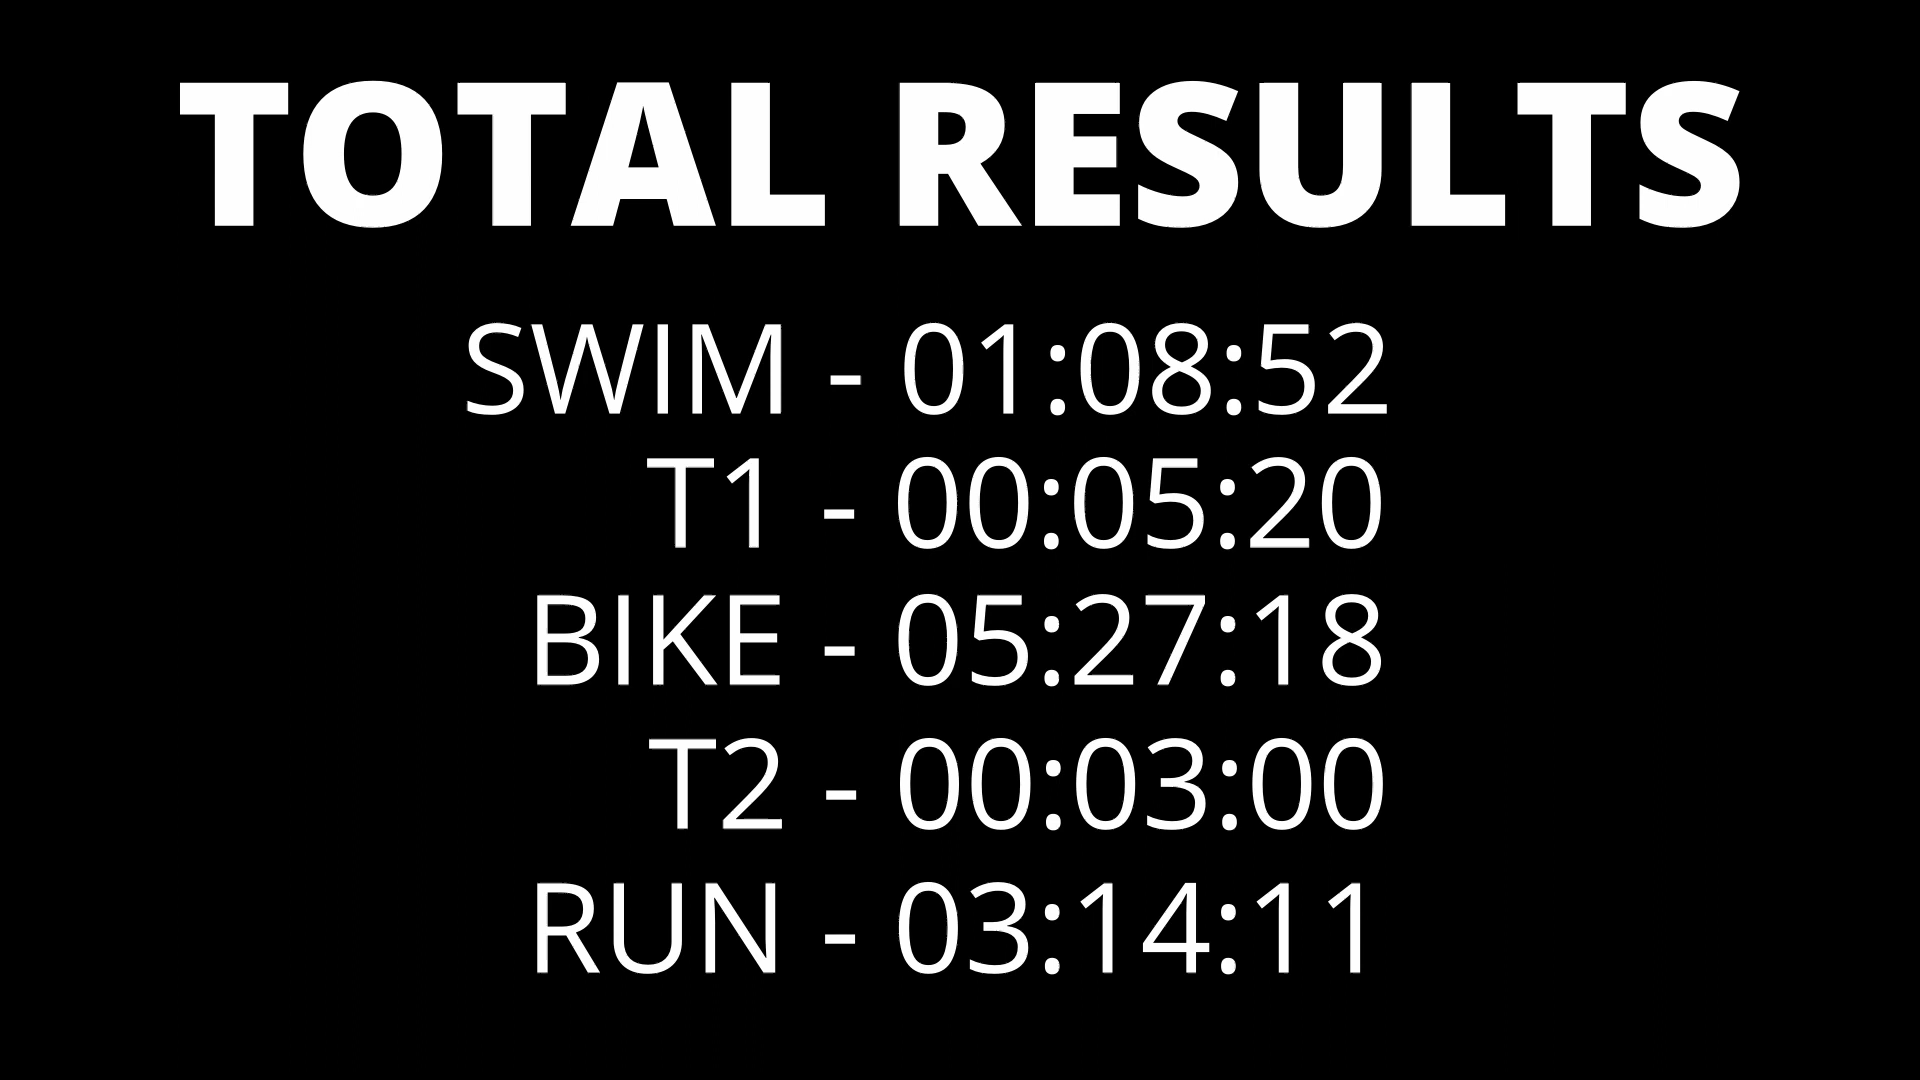 TOTAL RESULTS
SWIM - 01:08:52
T1 - 00:05:20
BIKE - 05:27:18
T2 - 00:03:00
RUN - 03:14:11